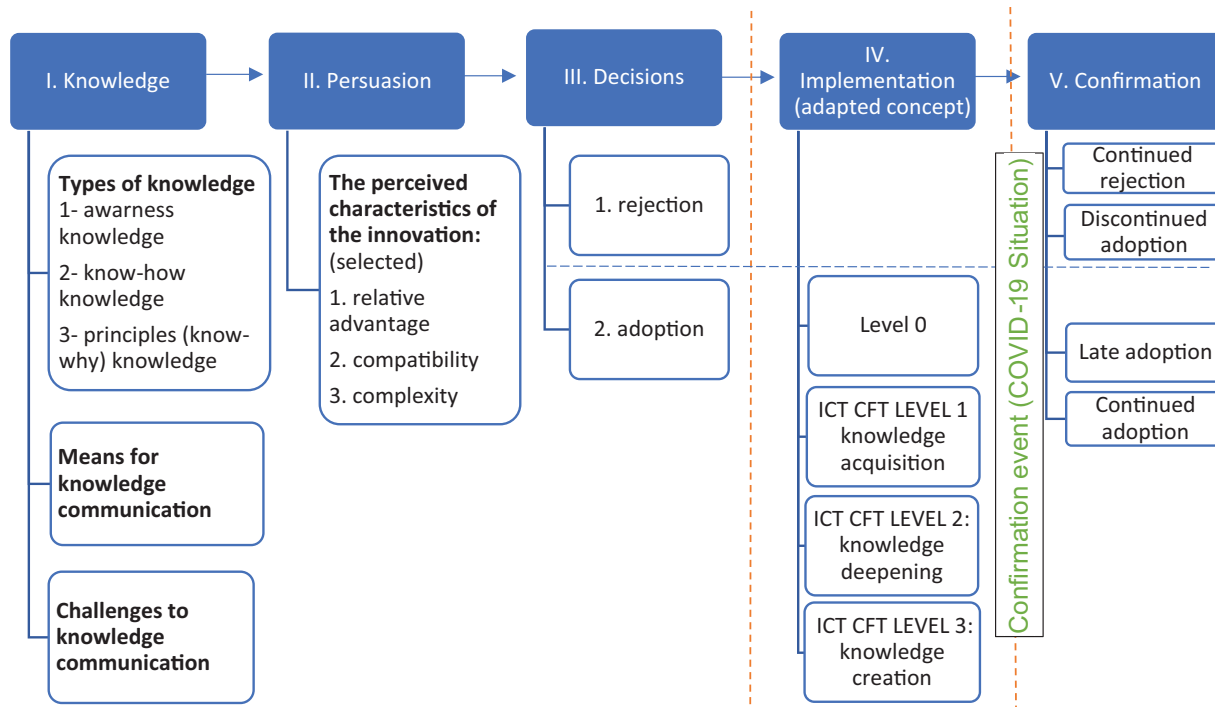 I. Knowledge
II. Persuasion
III. Decisions
IV.
Implementation
(adapted concept)
V. Confirmation
Types of knowledge
1- awarness
knowledge
2- know-how
knowledge
3- principles (know-
why) knowledge
Means for
knowledge
communication
Challenges to
knowledge
communication
The perceived
characteristics of
the innovation:
(selected)
1. relative
advantage
2. compatibility
3. complexity
1. rejection
2. adoption
Level 0
ICT CFT LEVEL 1
knowledge
acquisition
ICT CFT LEVEL 2:
knowledge
deepening
ICT CFT LEVEL 3:
knowledge
creation
Confirmation event (COVID-19 Situation)
Continued
rejection
Discontinued
adoption
Late adoption
Continued
adoption